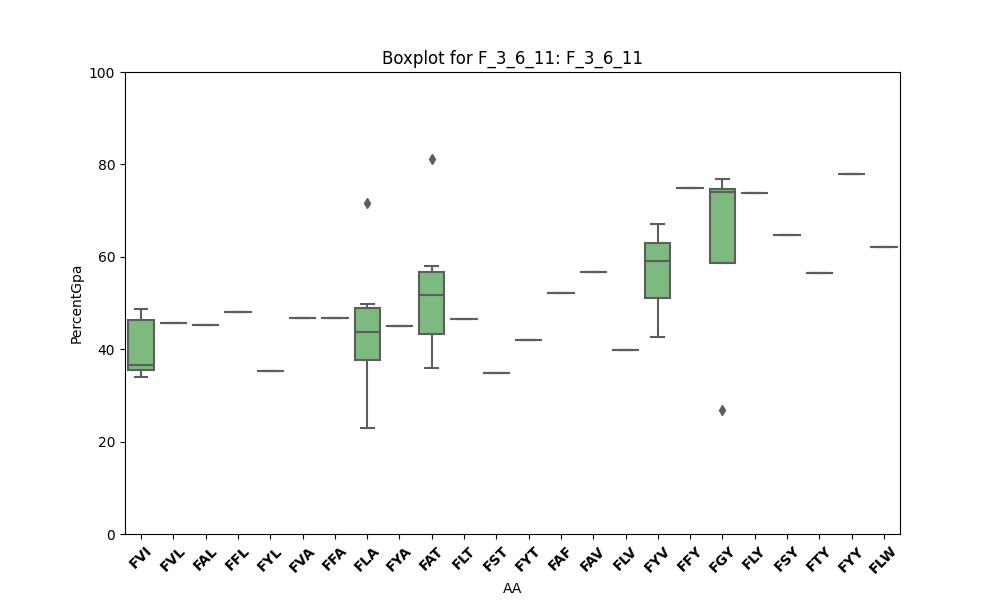 Boxplot for F_3_6_11: F_3_6_11
100
80
60
40
20
0
PercentGpa
FVI FVL FAL FFL FYL FVA FFA FLA FYA FAT FLT FST FYT FAF FAV FLV FYV FFY FGY FLY FSY FTY FYY FLW
AA